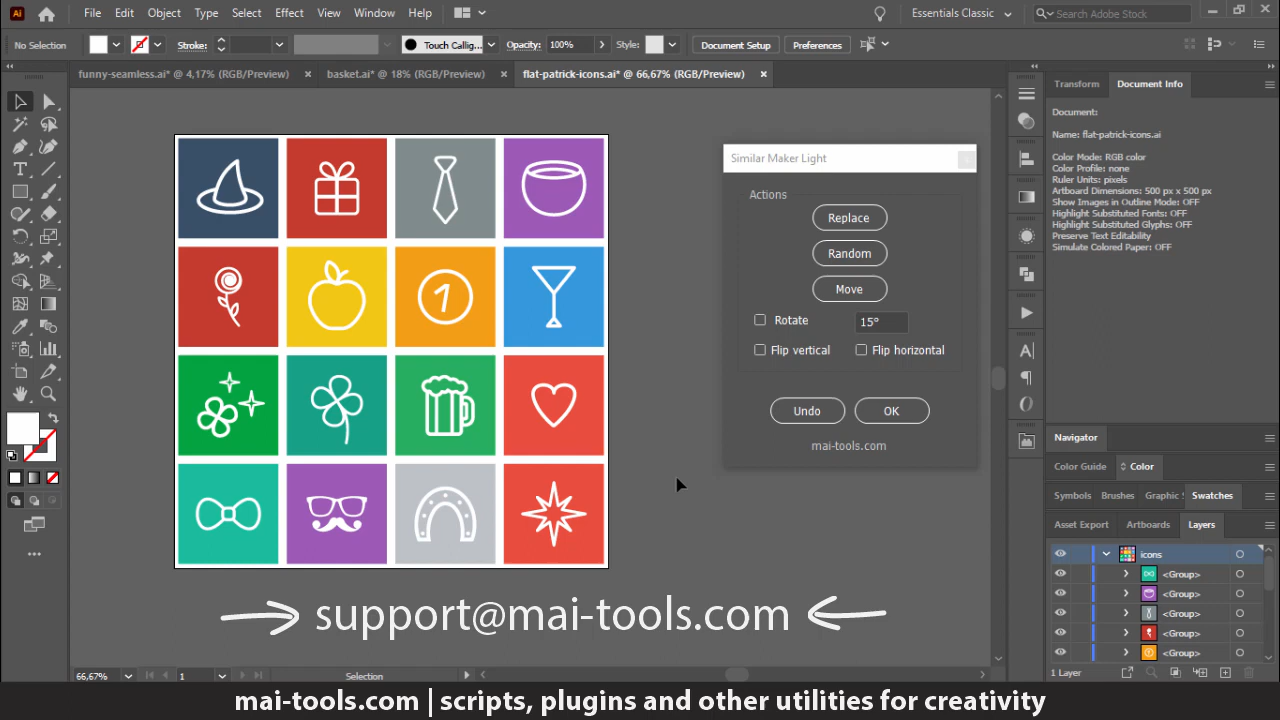 Ai File Edit Object Type Select Effect View Window Help Essentials Classic Search Adobe Stock
No Selection Stroke: Touch Callig... Opacity: 100% Style: Document Setup Preferences
funny-seamless.ai* @ 4,17% (RGB/Preview) basket.ai* @ 18% (RGB/Preview) flat-patrick-icons.ai* @ 66,67% (RGB/Preview)
Transform Document Info
Document:
Name: flat-patrick-icons.ai
Color Mode: RGB color
Color Profile: none
Ruler Units: pixels
Artboard Dimensions: 500 px x 500 px
Show Images in Outline Mode: OFF
Highlight Substituted Fonts: OFF
Highlight Substituted Glyphs: OFF
Preserve Text Editability
Simulate Colored Paper: OFF
Similar Maker Light
Actions
Replace
Random
Move
Rotate 15°
Flip vertical Flip horizontal
Undo OK
mai-tools.com
1
Navigator
Color Guide Color
Symbols Brushes Graphic S Swatches
Asset Export Artboards Layers
icons
<Group>
<Group>
<Group>
<Group>
<Group>
1 Layer
support@mai-tools.com
66,67% 1 Selection
mai-tools.com | scripts, plugins and other utilities for creativity